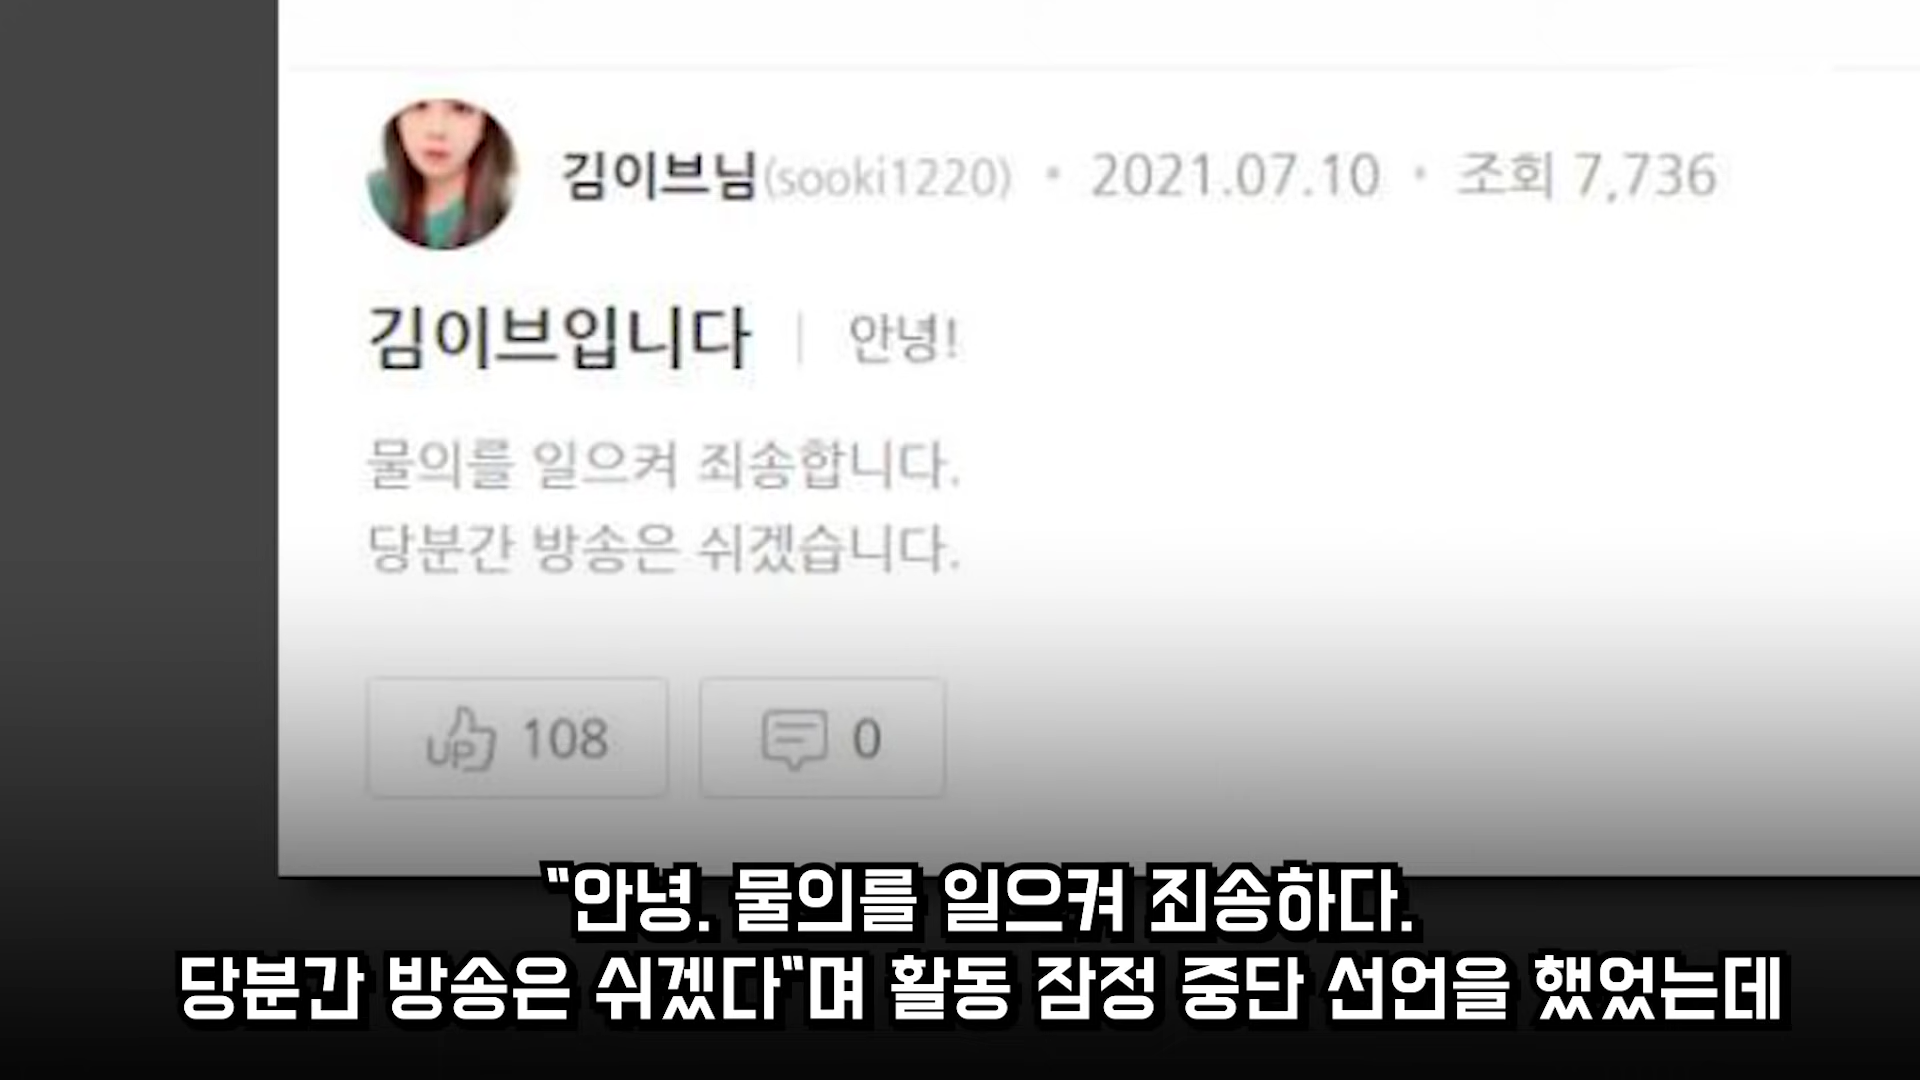 김이브님(sooki1220) · 2021.07.10 · 조회 7,736
김이브입니다 | 안녕!
물의를 일으켜 죄송합니다.
당분간 방송은 쉬겠습니다.
UP 108 0
"안녕. 물의를 일으켜 죄송하다.
당분간 방송은 쉬겠다"며 활동 잠정 중단 선언을 했었는데